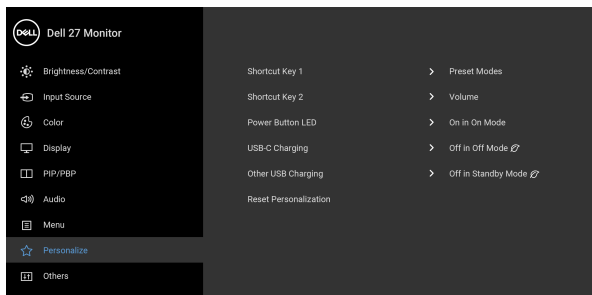 DELL Dell 27 Monitor
Brightness/Contrast Shortcut Key 1 Preset Modes
Input Source Shortcut Key 2 Volume
Color Power Button LED On in On Mode
Display USB-C Charging Off in Off Mode
PIP/PBP Other USB Charging Off in Standby Mode
Audio Reset Personalization
Menu
Personalize
Others